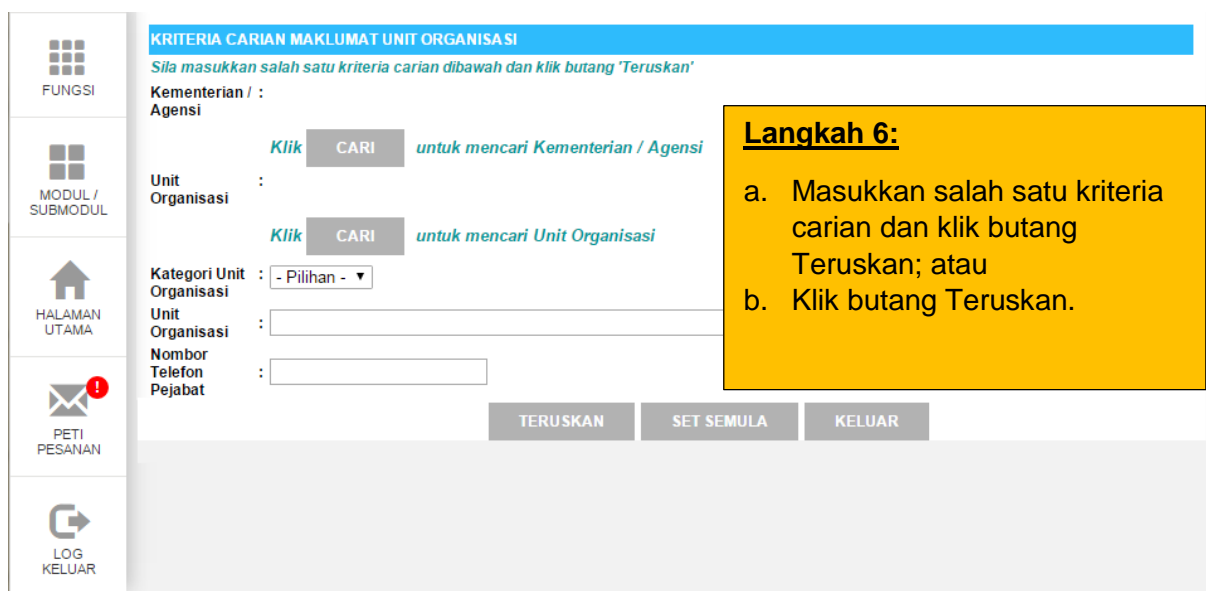 FUNGSI
MODUL /
SUBMODUL
HALAMAN
UTAMA
!
PETI
PESANAN
LOG
KELUAR
KRITERIA CARIAN MAKLUMAT UNIT ORGANISASI
Sila masukkan salah satu kriteria carian dibawah dan klik butang 'Teruskan'
Kementerian / :
Agensi
Klik CARI untuk mencari Kementerian / Agensi
Unit :
Organisasi
Klik CARI untuk mencari Unit Organisasi
Kategori Unit : - Pilihan -
Organisasi
Unit
Organisasi :
Nombor
Telefon :
Pejabat
TERUSKAN SET SEMULA KELUAR
Langkah 6:
a. Masukkan salah satu kriteria
carian dan klik butang
Teruskan; atau
b. Klik butang Teruskan.